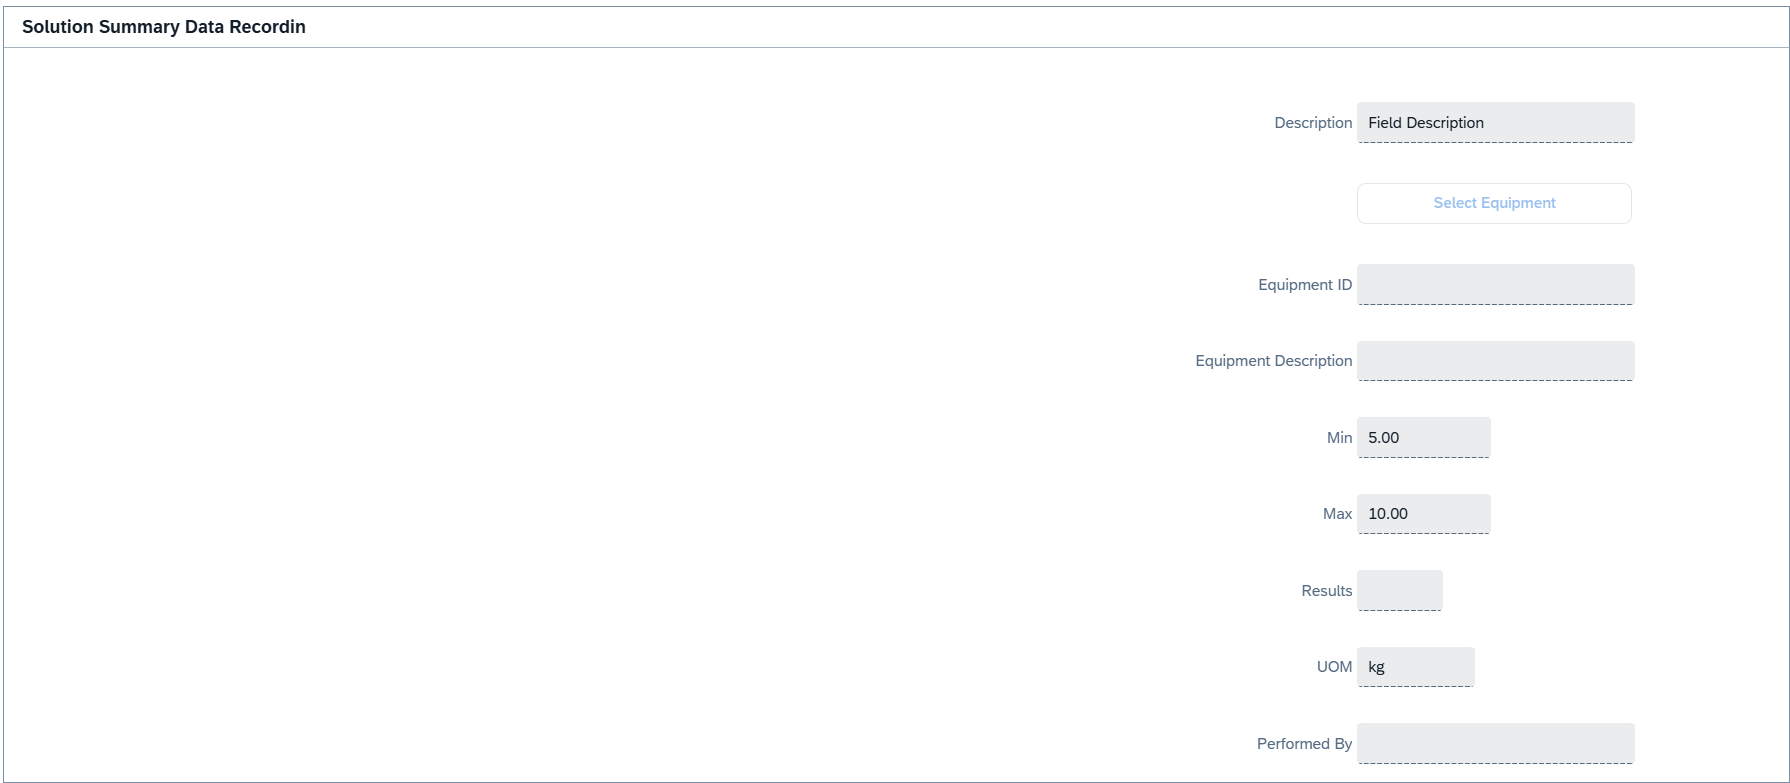 Solution Summary Data Recordin
Description Field Description
Select Equipment
Equipment ID
Equipment Description
Min 5.00
Max 10.00
Results
UOM kg
Performed By